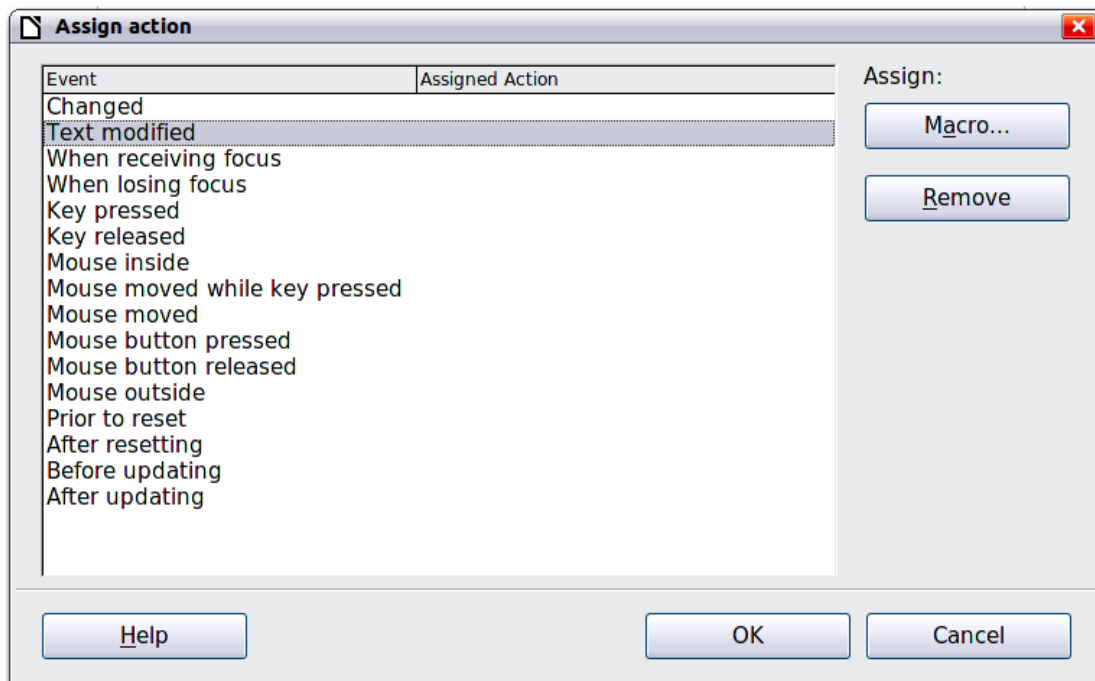 Assign action
Event Assigned Action
Assign:
Changed
Macro...
Text modified
When receiving focus
When losing focus
Remove
Key pressed
Key released
Mouse inside
Mouse moved while key pressed
Mouse moved
Mouse button pressed
Mouse button released
Mouse outside
Prior to reset
After resetting
Before updating
After updating
Help OK Cancel